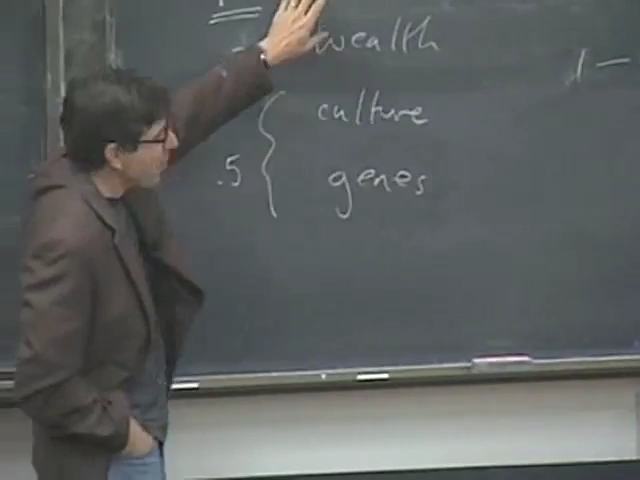 wealth
culture
.5 { genes
1 –